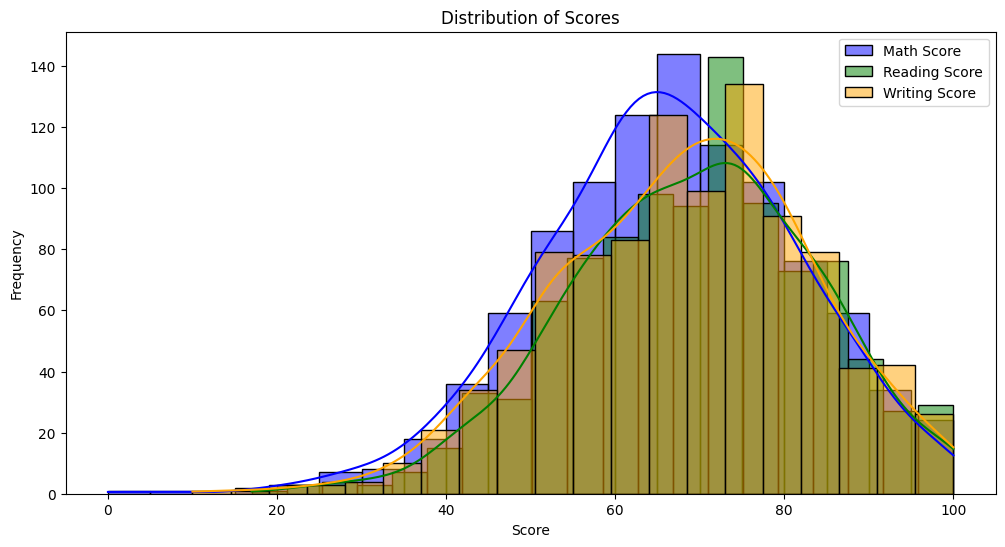 Distribution of Scores
Math Score
Reading Score
Writing Score
Frequency
140
120
100
80
60
40
20
0
0 20 40 60 80 100
Score